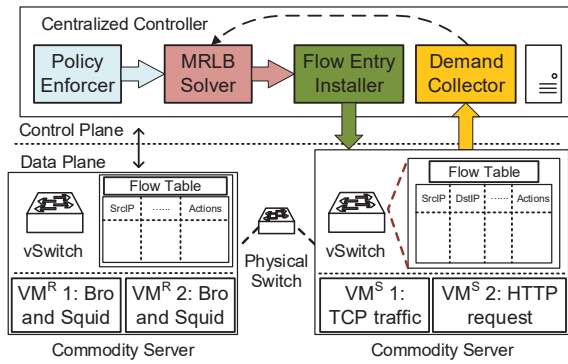 Centralized Controller
Policy Enforcer
MRLB Solver
Flow Entry Installer
Demand Collector
Control Plane
Data Plane
Flow Table
SrcIP ...... Actions
vSwitch
Physical Switch
Flow Table
SrcIP DstIP ...... Actions
vSwitch
VM^R 1: Bro and Squid
VM^R 2: Bro and Squid
VM^S 1: TCP traffic
VM^S 2: HTTP request
Commodity Server
Commodity Server